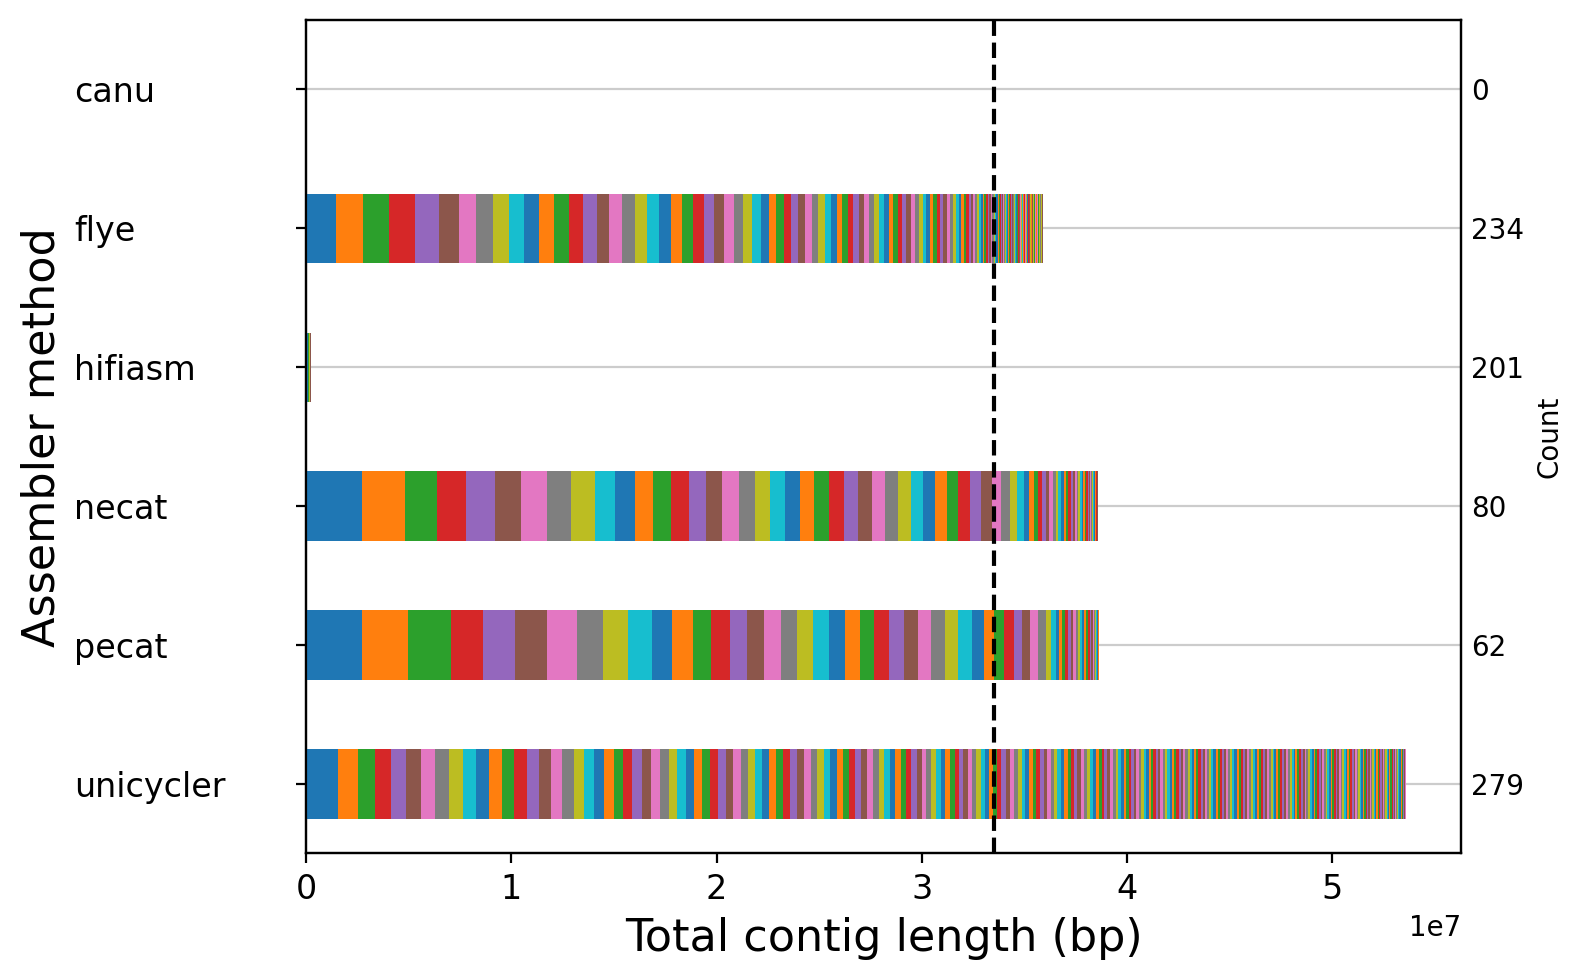 Assembler method
canu
0
flye
234
hifiasm
201
Count
necat
80
pecat
62
unicycler
279
0 1 2 3 4 5
1e7
Total contig length (bp)